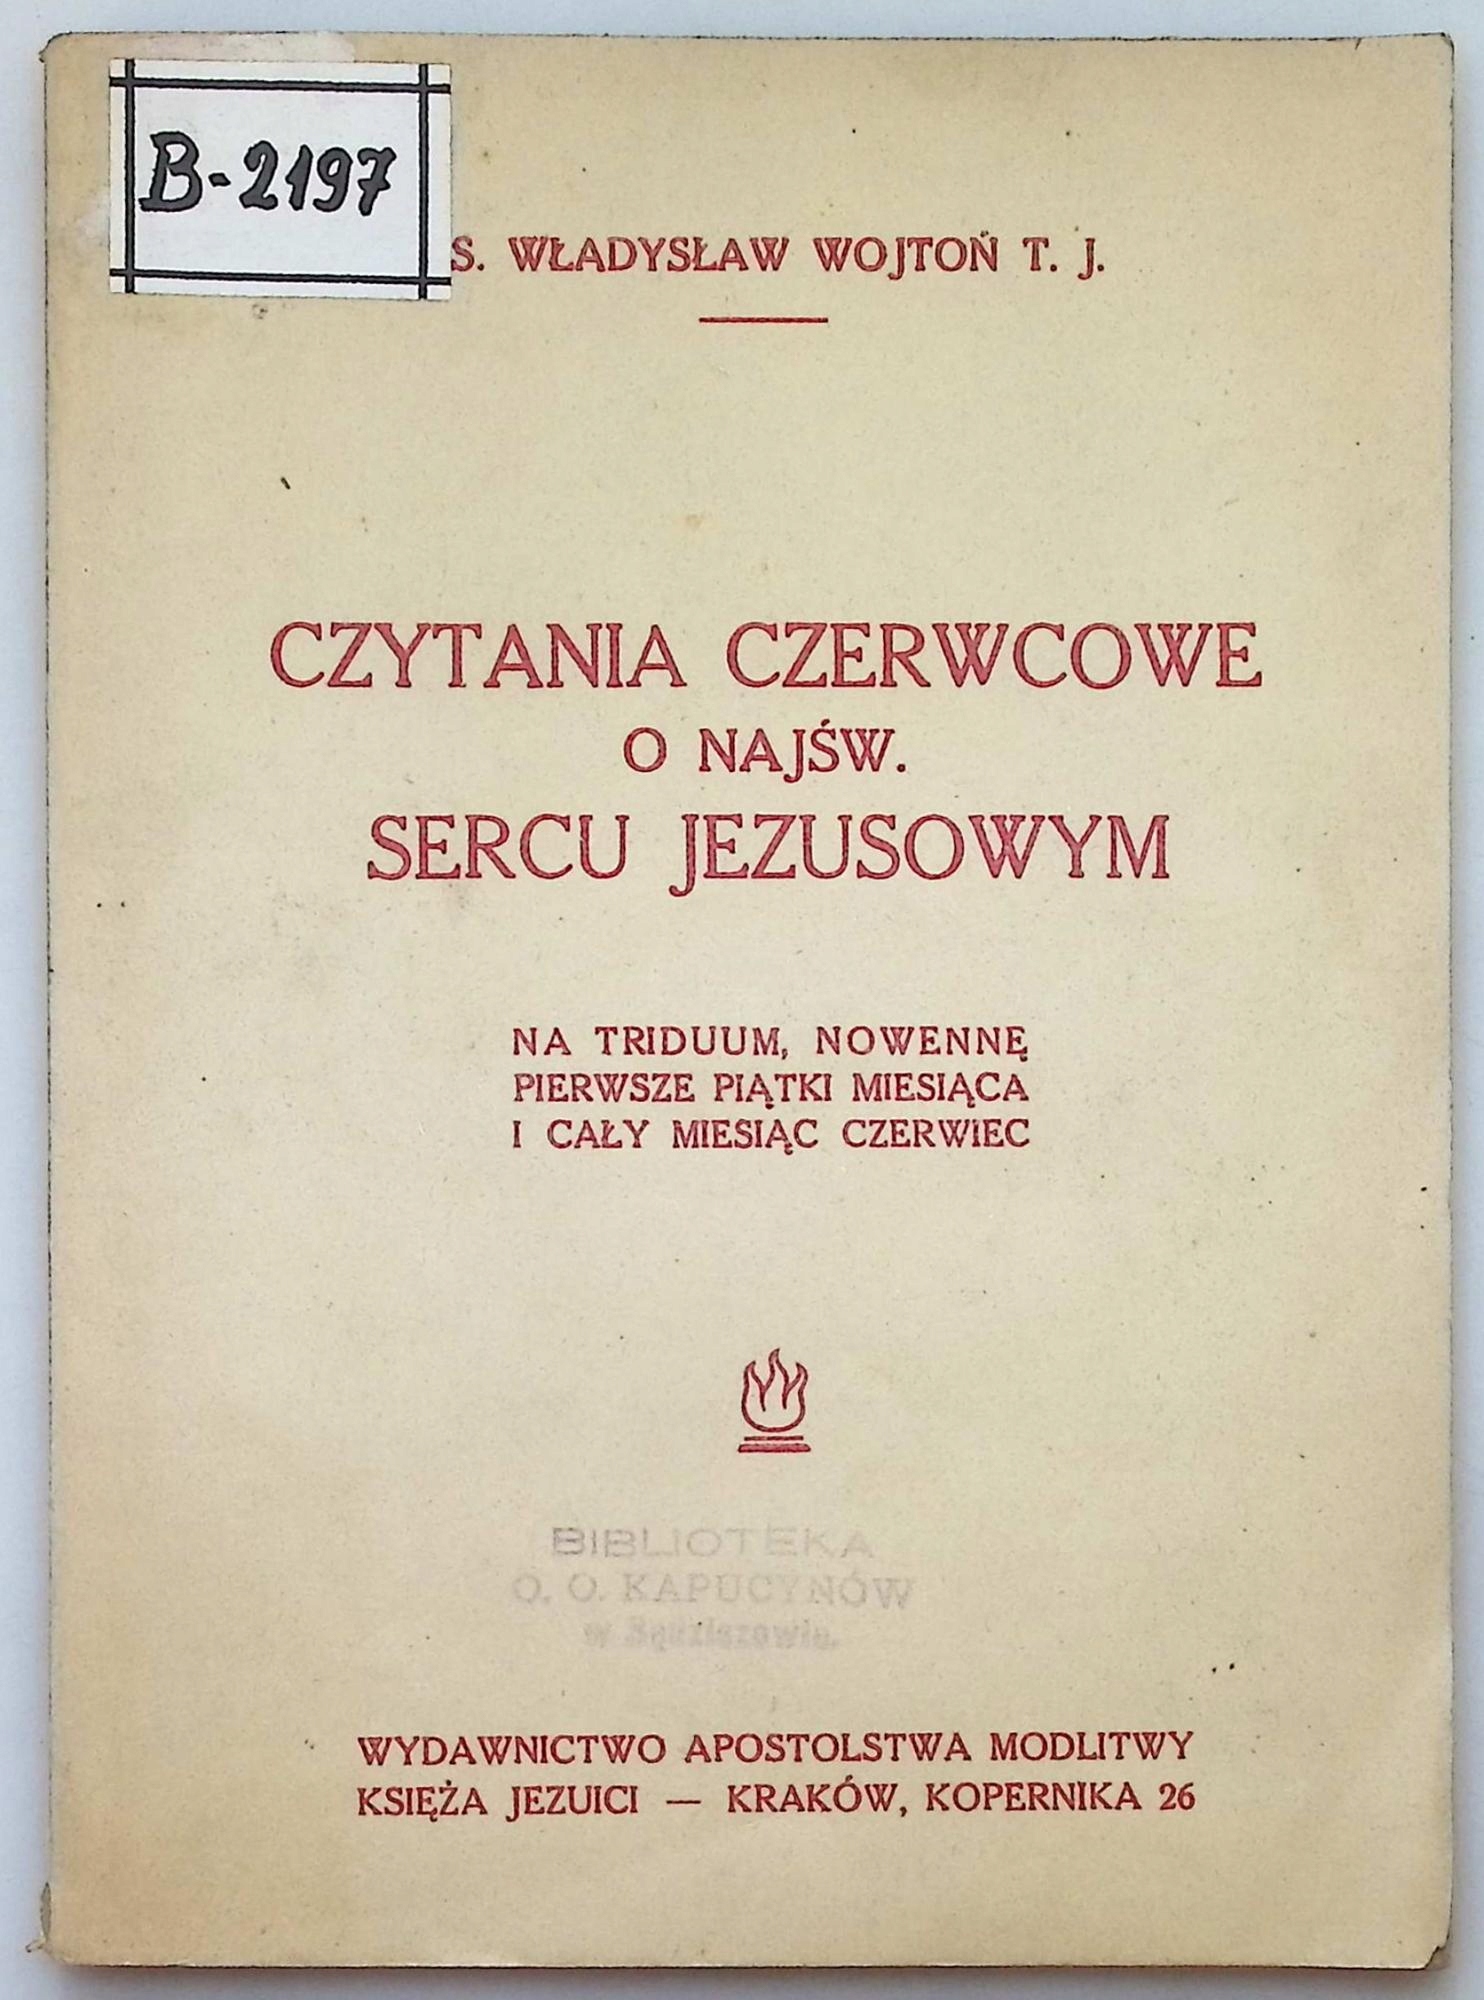 B-2197
S. WŁADYSŁAW WOJTOŃ T. J.
CZYTANIA CZERWCOWE
O NAJŚW.
SERCU JEZUSOWYM
NA TRIDUUM, NOWENNĘ
PIERWSZE PIĄTKI MIESIĄCA
I CAŁY MIESIĄC CZERWIEC
BIBLIOTEKA
O. O. KAPUCYNÓW
w
WYDAWNICTWO APOSTOLSTWA MODLITWY
KSIĘŻA JEZUICI — KRAKÓW, KOPERNIKA 26